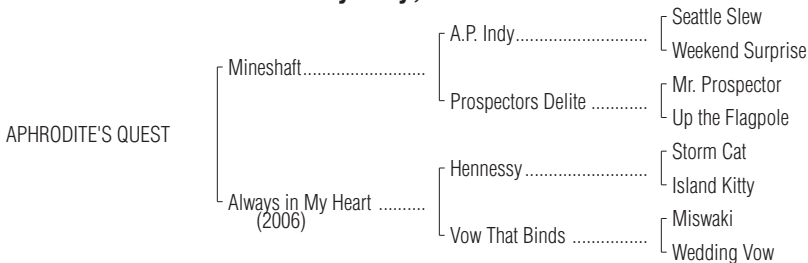 Seattle Slew
A.P. Indy..............................
Weekend Surprise
Mineshaft............................
Mr. Prospector
Prospectors Delite .............
Up the Flagpole
APHRODITE'S QUEST
Storm Cat
Hennessy............................
Island Kitty
Always in My Heart ...........
(2006)
Miswaki
Vow That Binds .................
Wedding Vow